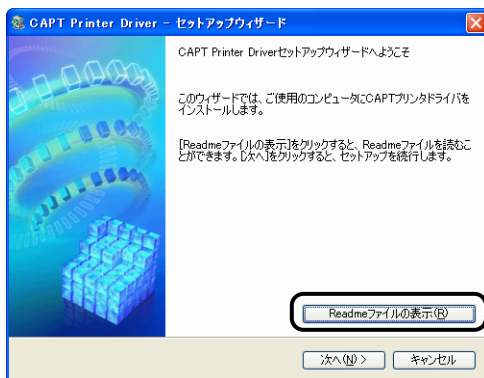 CAPT Printer Driver - セットアップウィザード
CAPT Printer Driverセットアップウィザードへようこそ
このウィザードでは、ご使用のコンピュータにCAPTプリンタドライバを
インストールします。
[Readmeファイルの表示]をクリックすると、Readmeファイルを読むこ
とができます。[次へ]をクリックすると、セットアップを続行します。
Readmeファイルの表示(R)
次へ(N) >
キャンセル